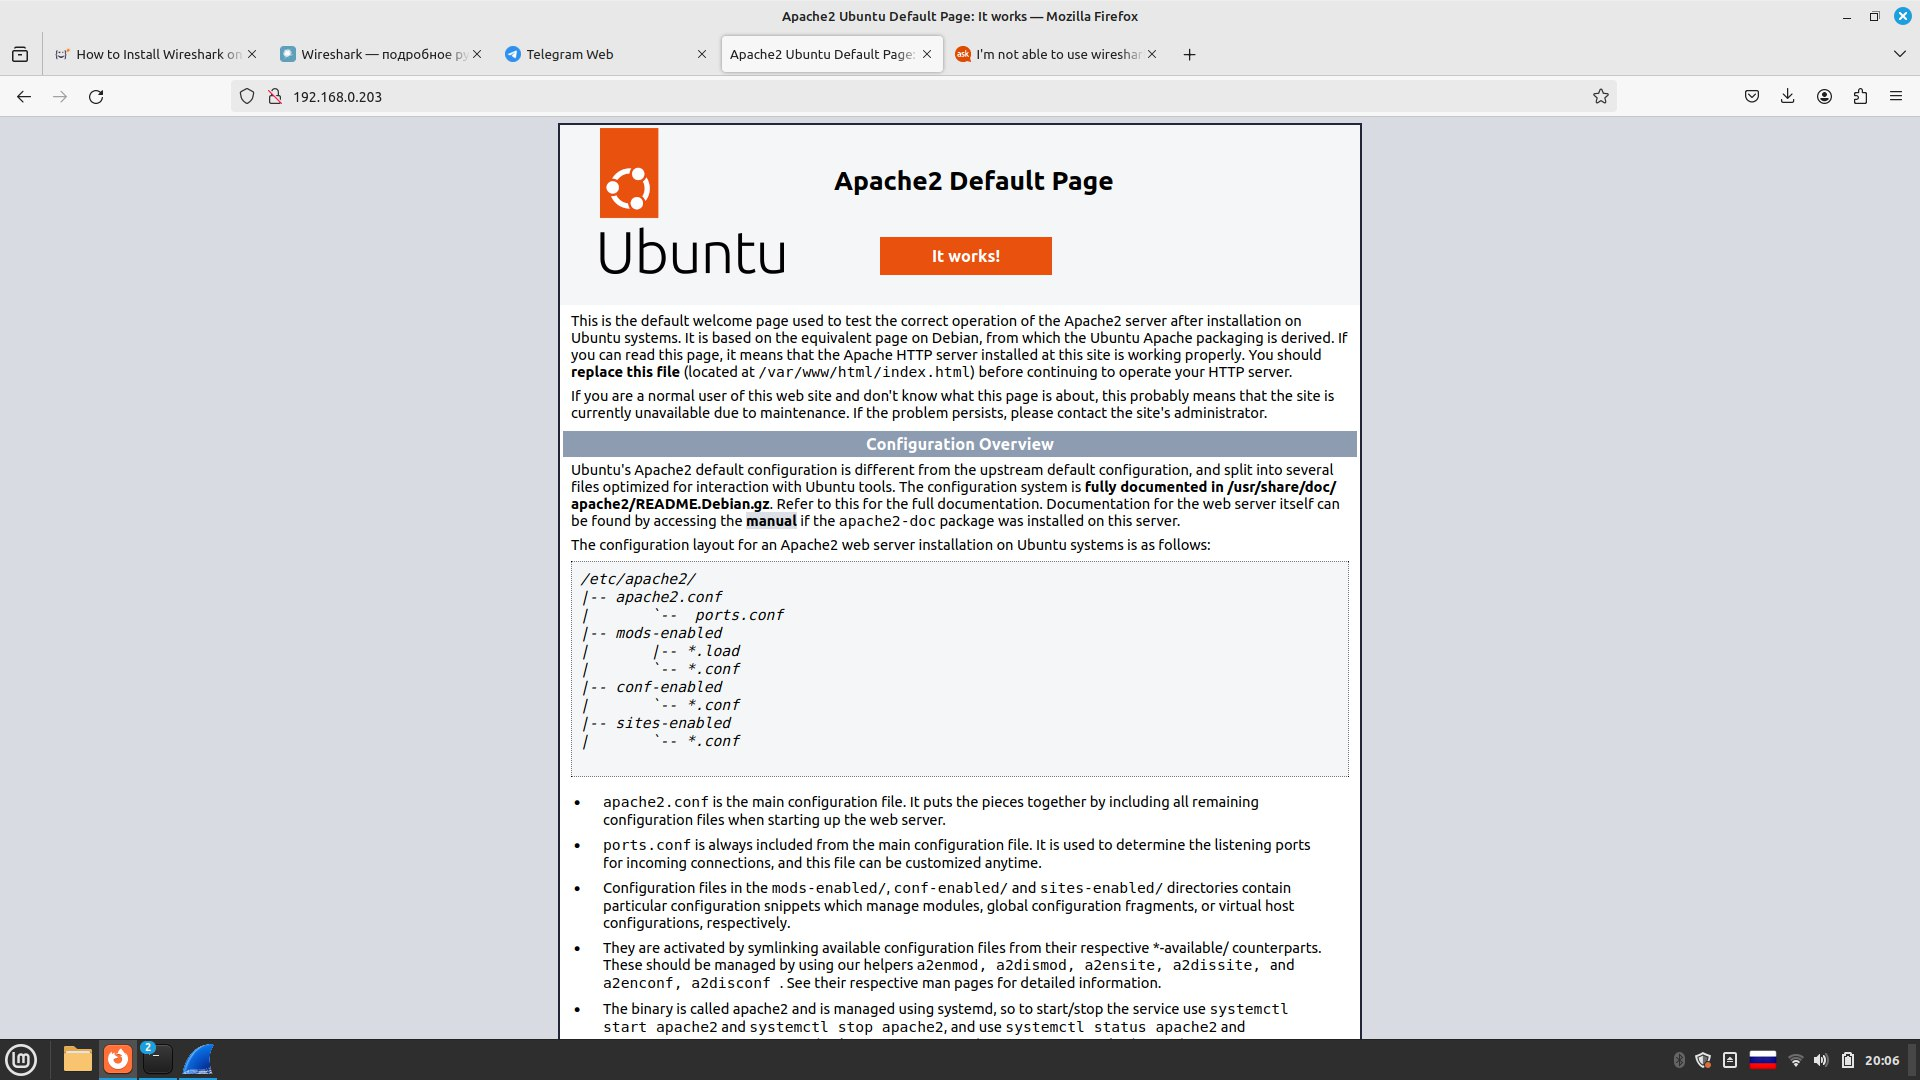 Apache2 Ubuntu Default Page: It works — Mozilla Firefox
How to Install Wireshark on
Wireshark — подробное ру
Telegram Web
Apache2 Ubuntu Default Page:
ask
I'm not able to use wireshar
192.168.0.203
Apache2 Default Page
Ubuntu
It works!
This is the default welcome page used to test the correct operation of the Apache2 server after installation on
Ubuntu systems. It is based on the equivalent page on Debian, from which the Ubuntu Apache packaging is derived. If
you can read this page, it means that the Apache HTTP server installed at this site is working properly. You should
replace this file (located at /var/www/html/index.html) before continuing to operate your HTTP server.
If you are a normal user of this web site and don't know what this page is about, this probably means that the site is
currently unavailable due to maintenance. If the problem persists, please contact the site's administrator.
Configuration Overview
Ubuntu's Apache2 default configuration is different from the upstream default configuration, and split into several
files optimized for interaction with Ubuntu tools. The configuration system is fully documented in /usr/share/doc/
apache2/README.Debian.gz. Refer to this for the full documentation. Documentation for the web server itself can
be found by accessing the manual if the apache2-doc package was installed on this server.
The configuration layout for an Apache2 web server installation on Ubuntu systems is as follows:
/etc/apache2/
|-- apache2.conf
|       `--  ports.conf
|-- mods-enabled
|       |-- *.load
|       `-- *.conf
|-- conf-enabled
|       `-- *.conf
|-- sites-enabled
|       `-- *.conf
• apache2.conf is the main configuration file. It puts the pieces together by including all remaining
configuration files when starting up the web server.
• ports.conf is always included from the main configuration file. It is used to determine the listening ports
for incoming connections, and this file can be customized anytime.
• Configuration files in the mods-enabled/, conf-enabled/ and sites-enabled/ directories contain
particular configuration snippets which manage modules, global configuration fragments, or virtual host
configurations, respectively.
• They are activated by symlinking available configuration files from their respective *-available/ counterparts.
These should be managed by using our helpers a2enmod, a2dismod, a2ensite, a2dissite, and
a2enconf, a2disconf . See their respective man pages for detailed information.
• The binary is called apache2 and is managed using systemd, so to start/stop the service use systemctl
start apache2 and systemctl stop apache2, and use systemctl status apache2 and
2
20:06